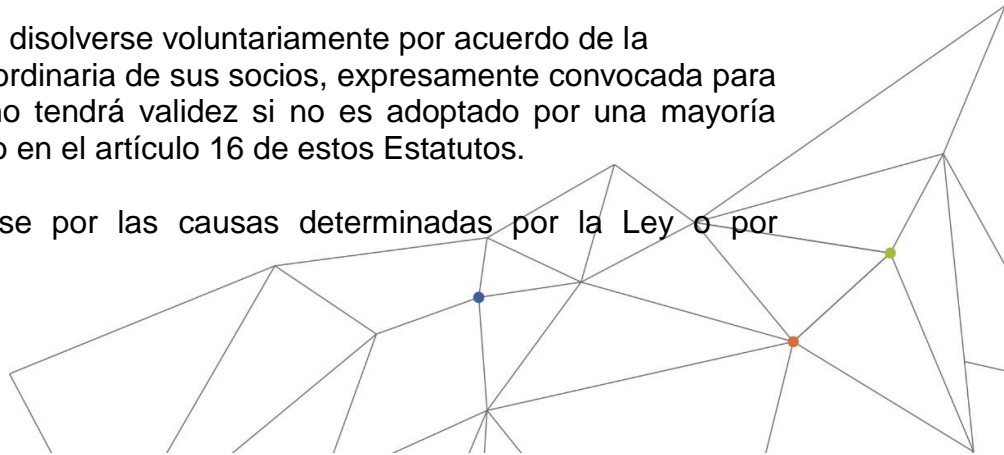 disolverse voluntariamente por acuerdo de la
ordinaria de sus socios, expresamente convocada para
no tendrá validez si no es adoptado por una mayoría
en el artículo 16 de estos Estatutos.
se por las causas determinadas por la Ley o por